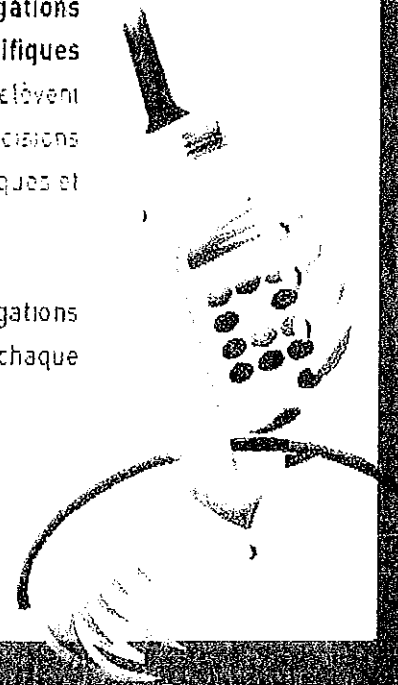 gations
ifiques
élèvent
cisions
ques et
gations
chaque